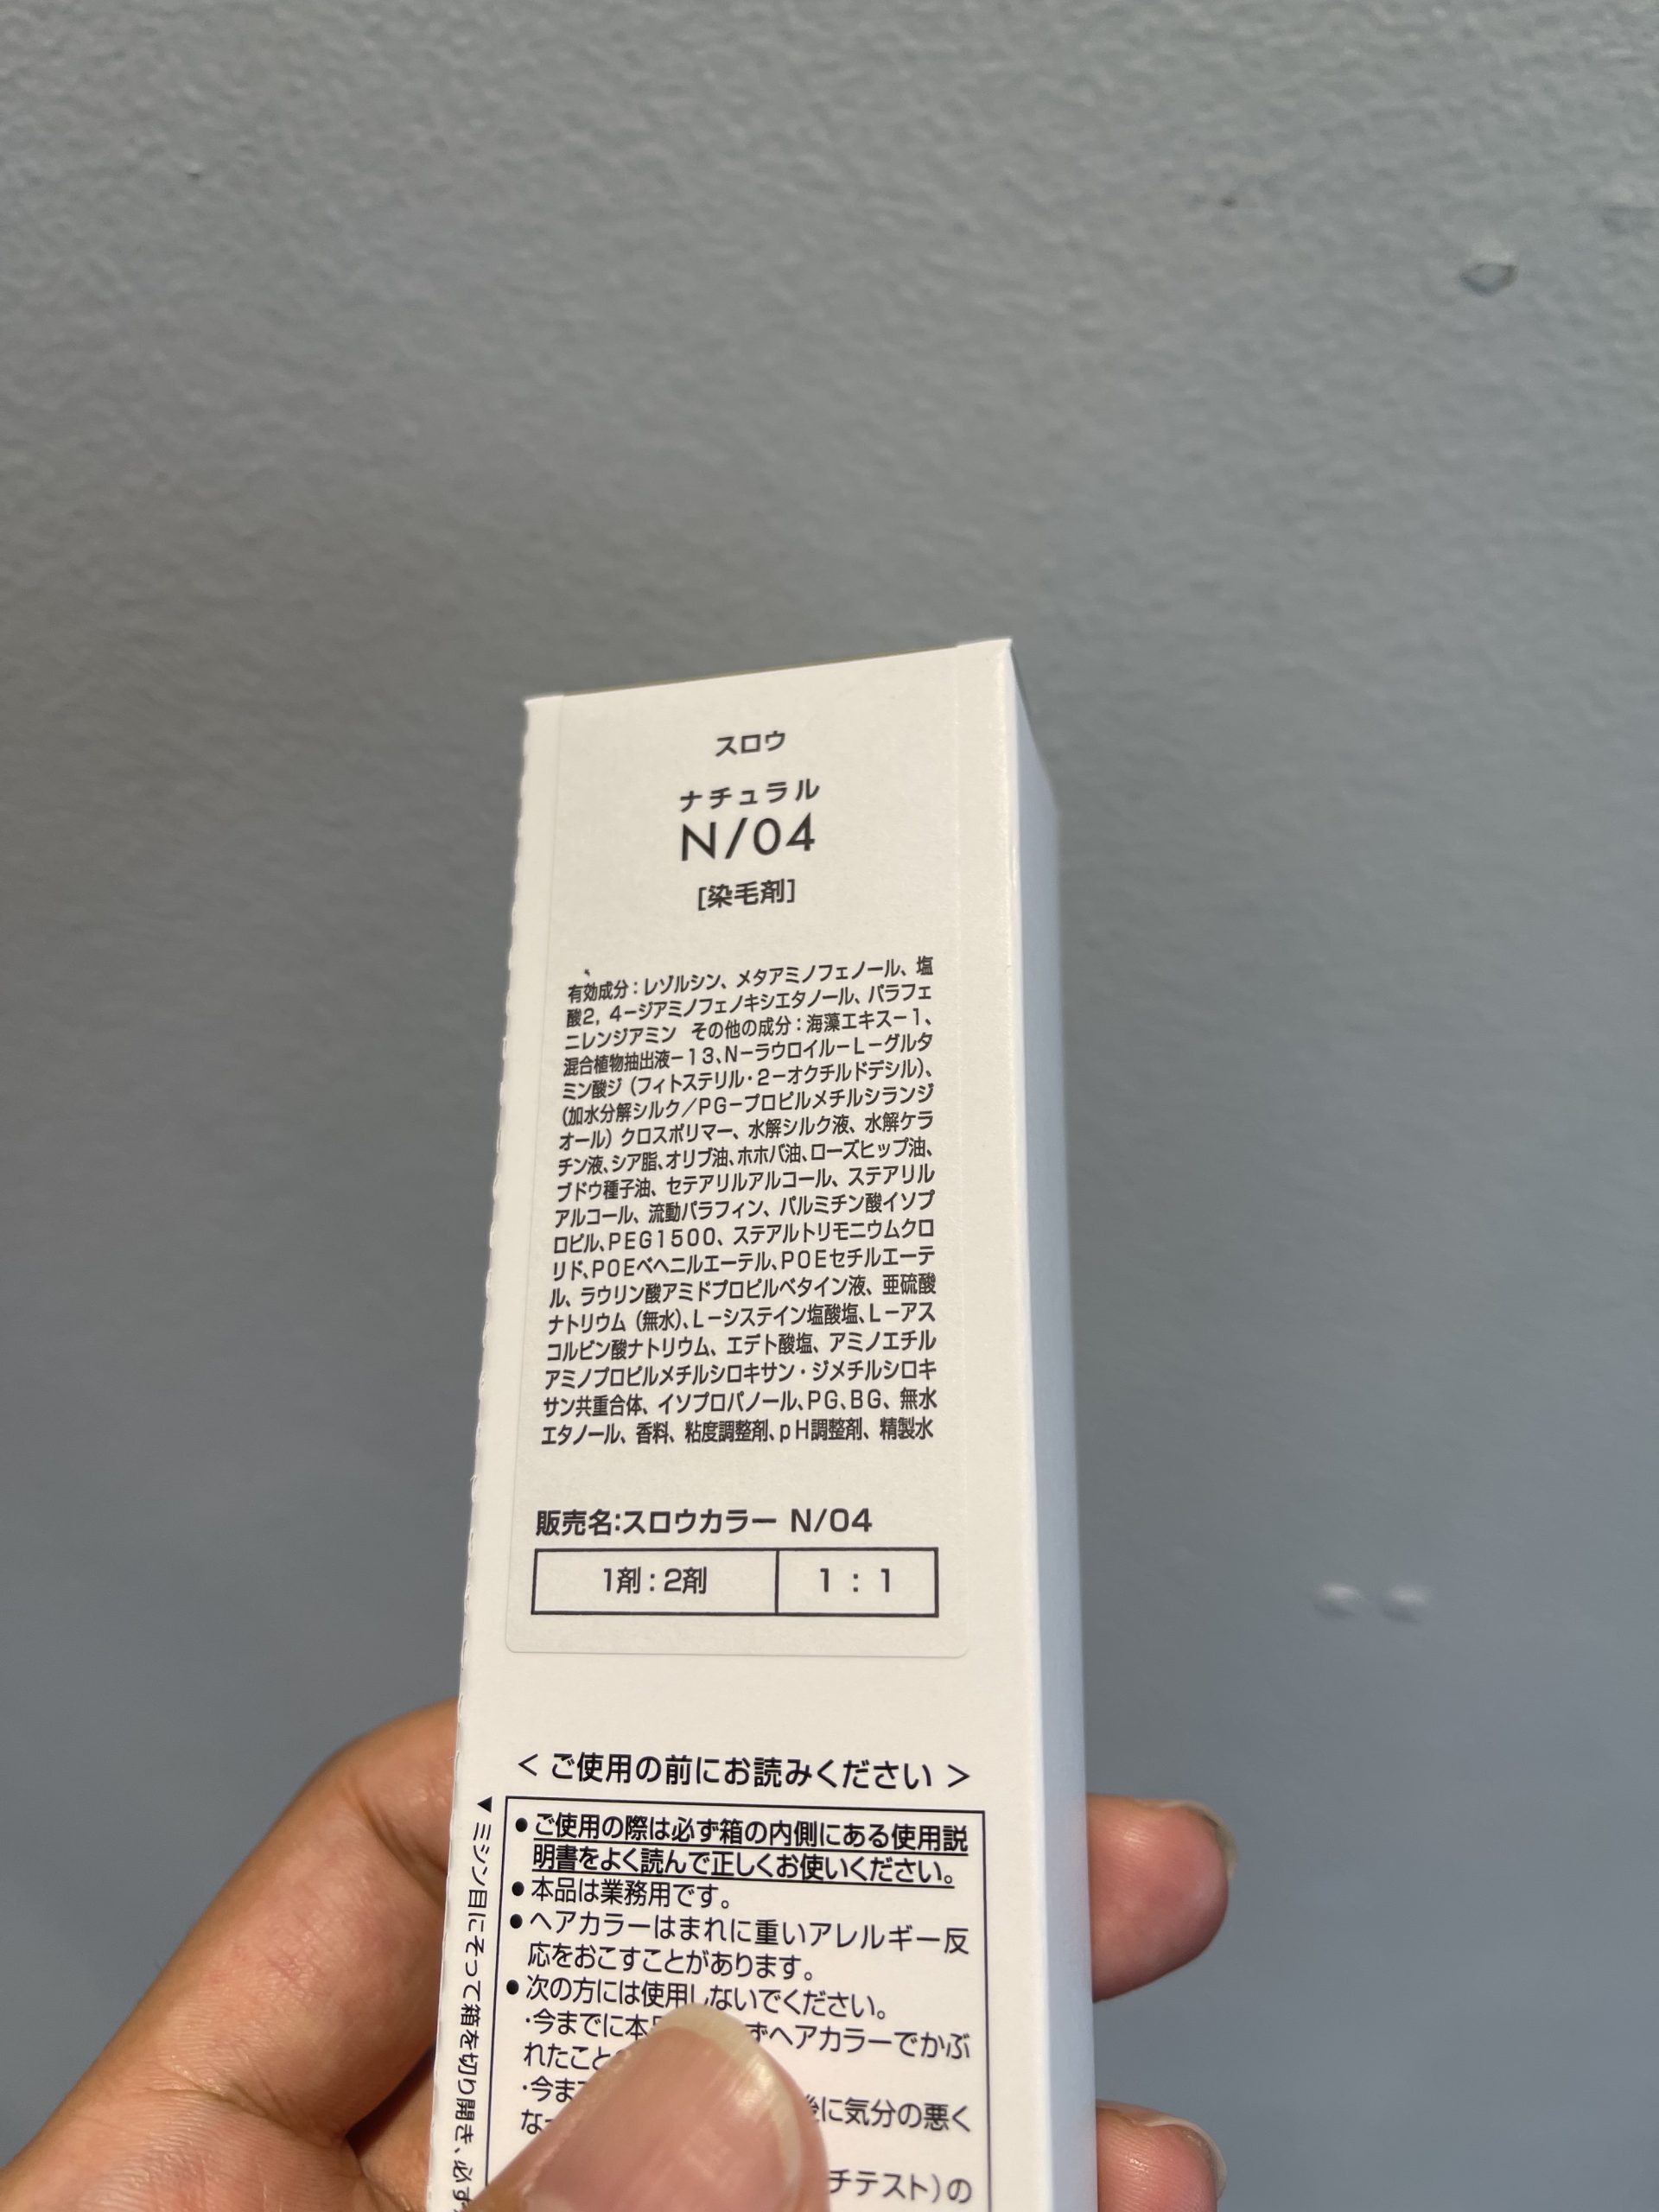 スロウ
ナチュラル
N/04
[染毛剤]
有効成分：レゾルシン、メタアミノフェノール、塩
酸2，4－ジアミノフェノキシエタノール、パラフェ
ニレンジアミン その他の成分：海藻エキス－1、
混合植物抽出液－13、N－ラウロイル－L－グルタ
ミン酸ジ（フィトステリル・2－オクチルドデシル）、
（加水分解シルク／PG－プロピルメチルシランジ
オール）クロスポリマー、水解シルク液、水解ケラ
チン液、シア脂、オリブ油、ホホバ油、ローズヒップ油、
ブドウ種子油、セテアリルアルコール、ステアリル
アルコール、流動パラフィン、パルミチン酸イソプ
ロピル、PEG1500、ステアルトリモニウムクロ
リド、POEベヘニルエーテル、POEセチルエーテ
ル、ラウリン酸アミドプロピルベタイン液、亜硫酸
ナトリウム（無水）、L－システイン塩酸塩、L－アス
コルビン酸ナトリウム、エデト酸塩、アミノエチル
アミノプロピルメチルシロキサン・ジメチルシロキ
サン共重合体、イソプロパノール、PG、BG、無水
エタノール、香料、粘度調整剤、pH調整剤、精製水
販売名：スロウカラー N/04
1剤：2剤 1：1
＜ご使用の前にお読みください＞
●ご使用の際は必ず箱の内側にある使用説
明書をよく読んで正しくお使いください。
●本品は業務用です。
●ヘアカラーはまれに重いアレルギー反
応をおこすことがあります。
●次の方には使用しないでください。
・今までに本 ずヘアカラーでかぶ
れたこと
・今ま に気分の悪く
な
チテスト）の
▼ミシン目にそって箱を切り開き、必ず